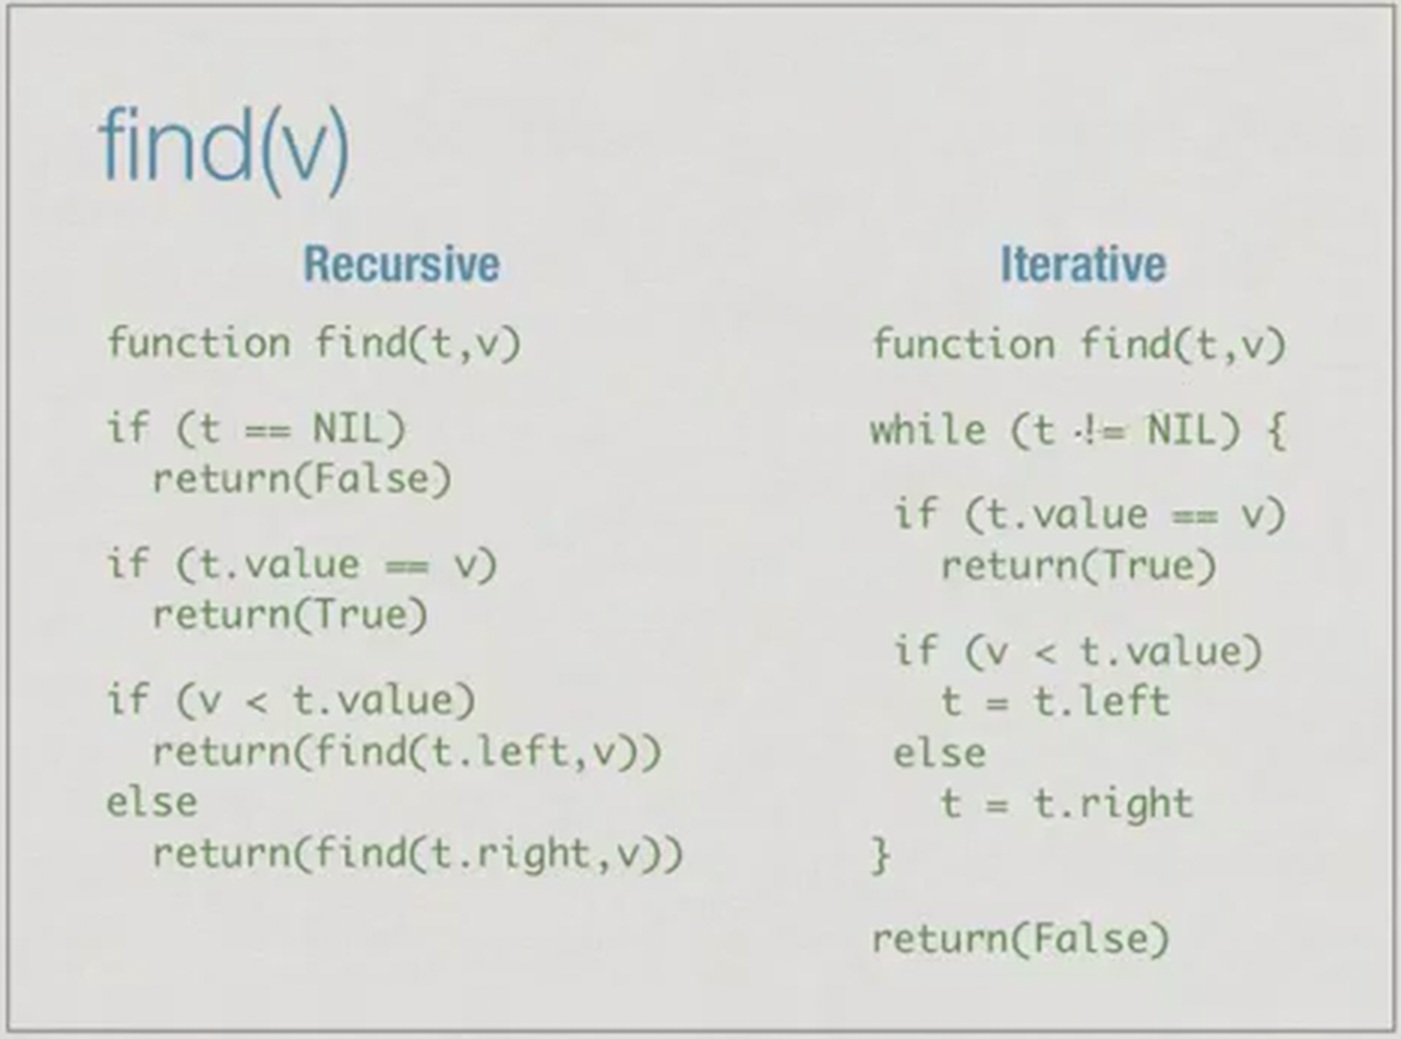 find(v)
Recursive
function find(t,v)
if (t == NIL)
return(False)
if (t.value == v)
return(True)
if (v < t.value)
return(find(t.left,v))
else
return(find(t.right,v))
Iterative
function find(t,v)
while (t != NIL) {
if (t.value == v)
return(True)
if (v < t.value)
t = t.left
else
t = t.right
}
return(False)